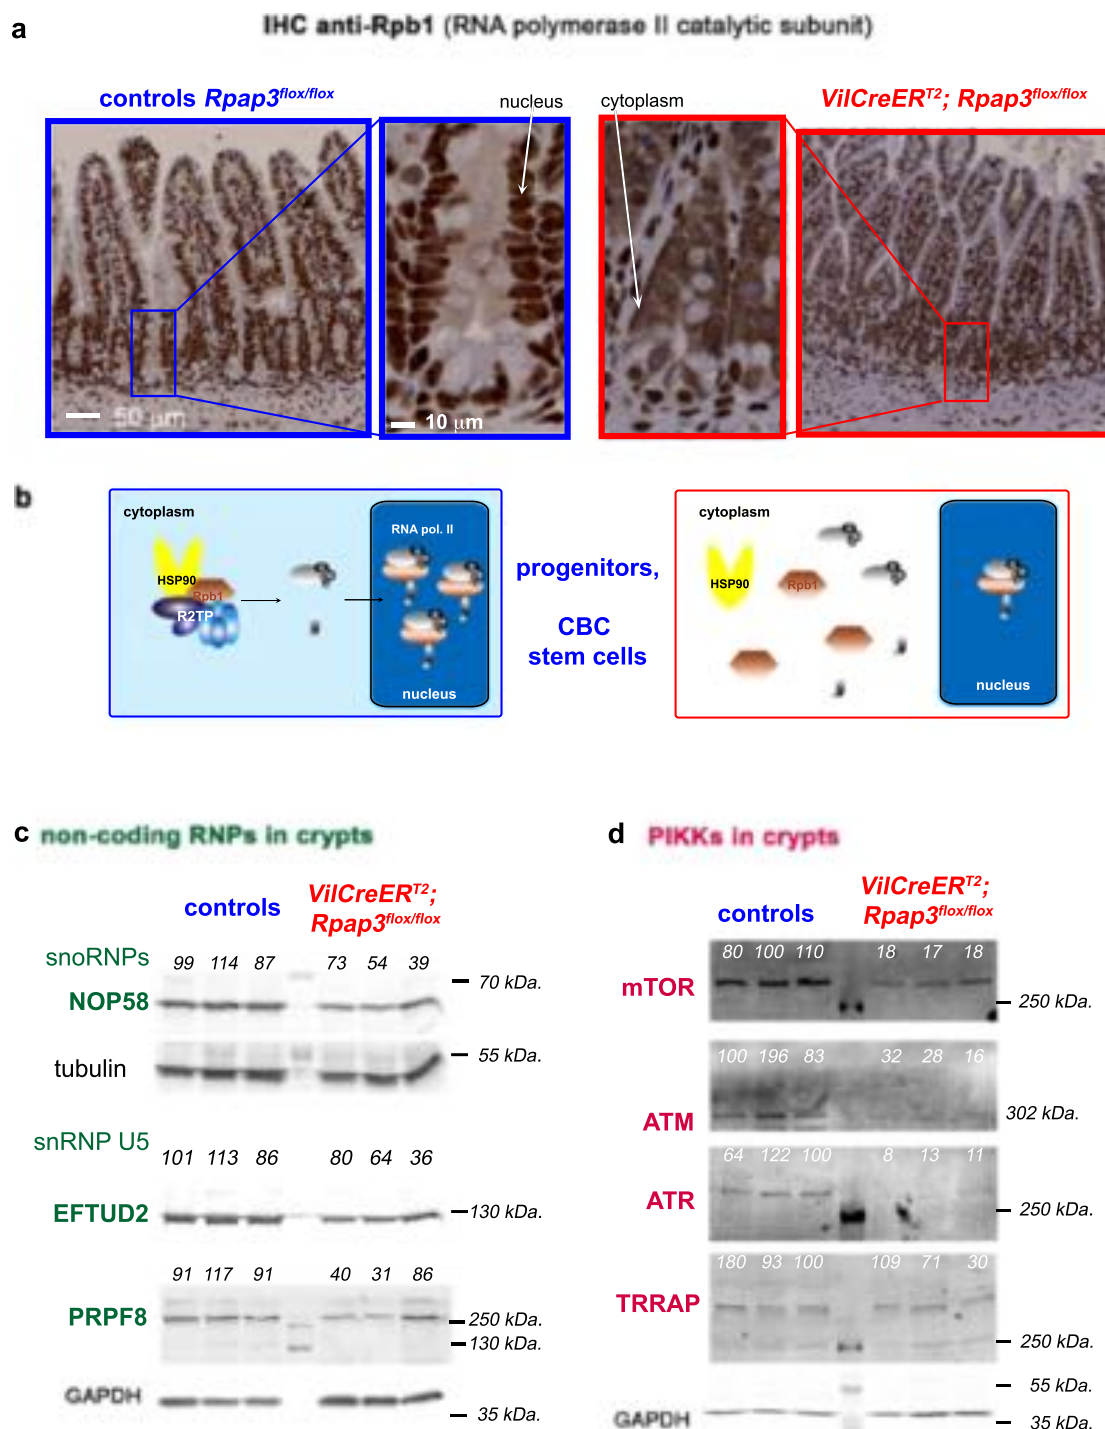 a
IHC anti-Rpb1 (RNA polymerase II catalytic subunit)
controls Rpap3flox/flox
nucleus
cytoplasm
VilCreERT2; Rpap3flox/flox
50 µm
10 µm
b
cytoplasm
HSP90
Rpb1
R2TP
RNA pol. II
nucleus
progenitors,
CBC
stem cells
cytoplasm
HSP90
Rpb1
nucleus
c non-coding RNPs in crypts
controls
VilCreERT2;
Rpap3flox/flox
snoRNPs
99 114 87 73 54 39
70 kDa.
NOP58
55 kDa.
tubulin
snRNP U5
101 113 86 80 64 36
EFTUD2
130 kDa.
91 117 91 40 31 86
PRPF8
250 kDa.
130 kDa.
GAPDH
35 kDa.
d PIKKs in crypts
controls
VilCreERT2;
Rpap3flox/flox
80 100 110 18 17 18
mTOR
250 kDa.
100 196 83 32 28 16
ATM
302 kDa.
64 122 100 8 13 11
ATR
250 kDa.
180 93 100 109 71 30
TRRAP
250 kDa.
55 kDa.
GAPDH
35 kDa.